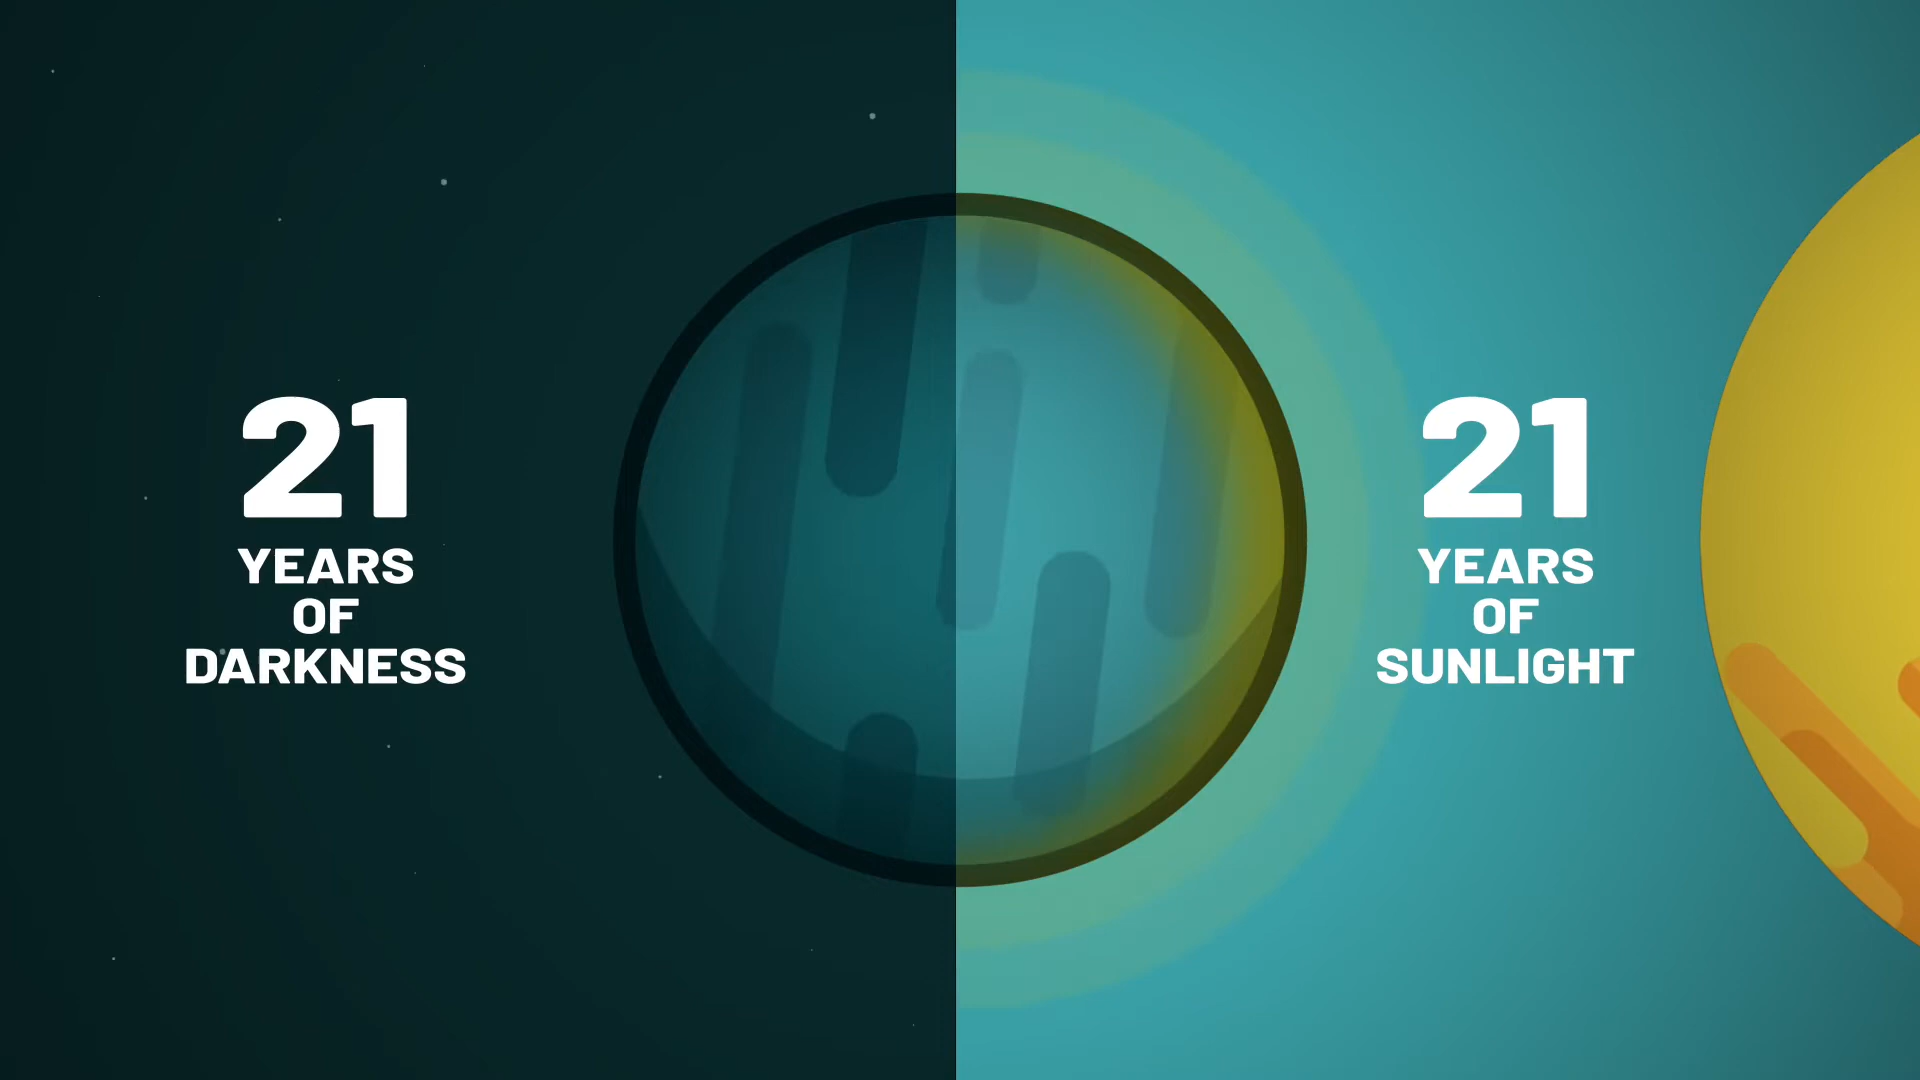 21
YEARS
OF
DARKNESS
21
YEARS
OF
SUNLIGHT